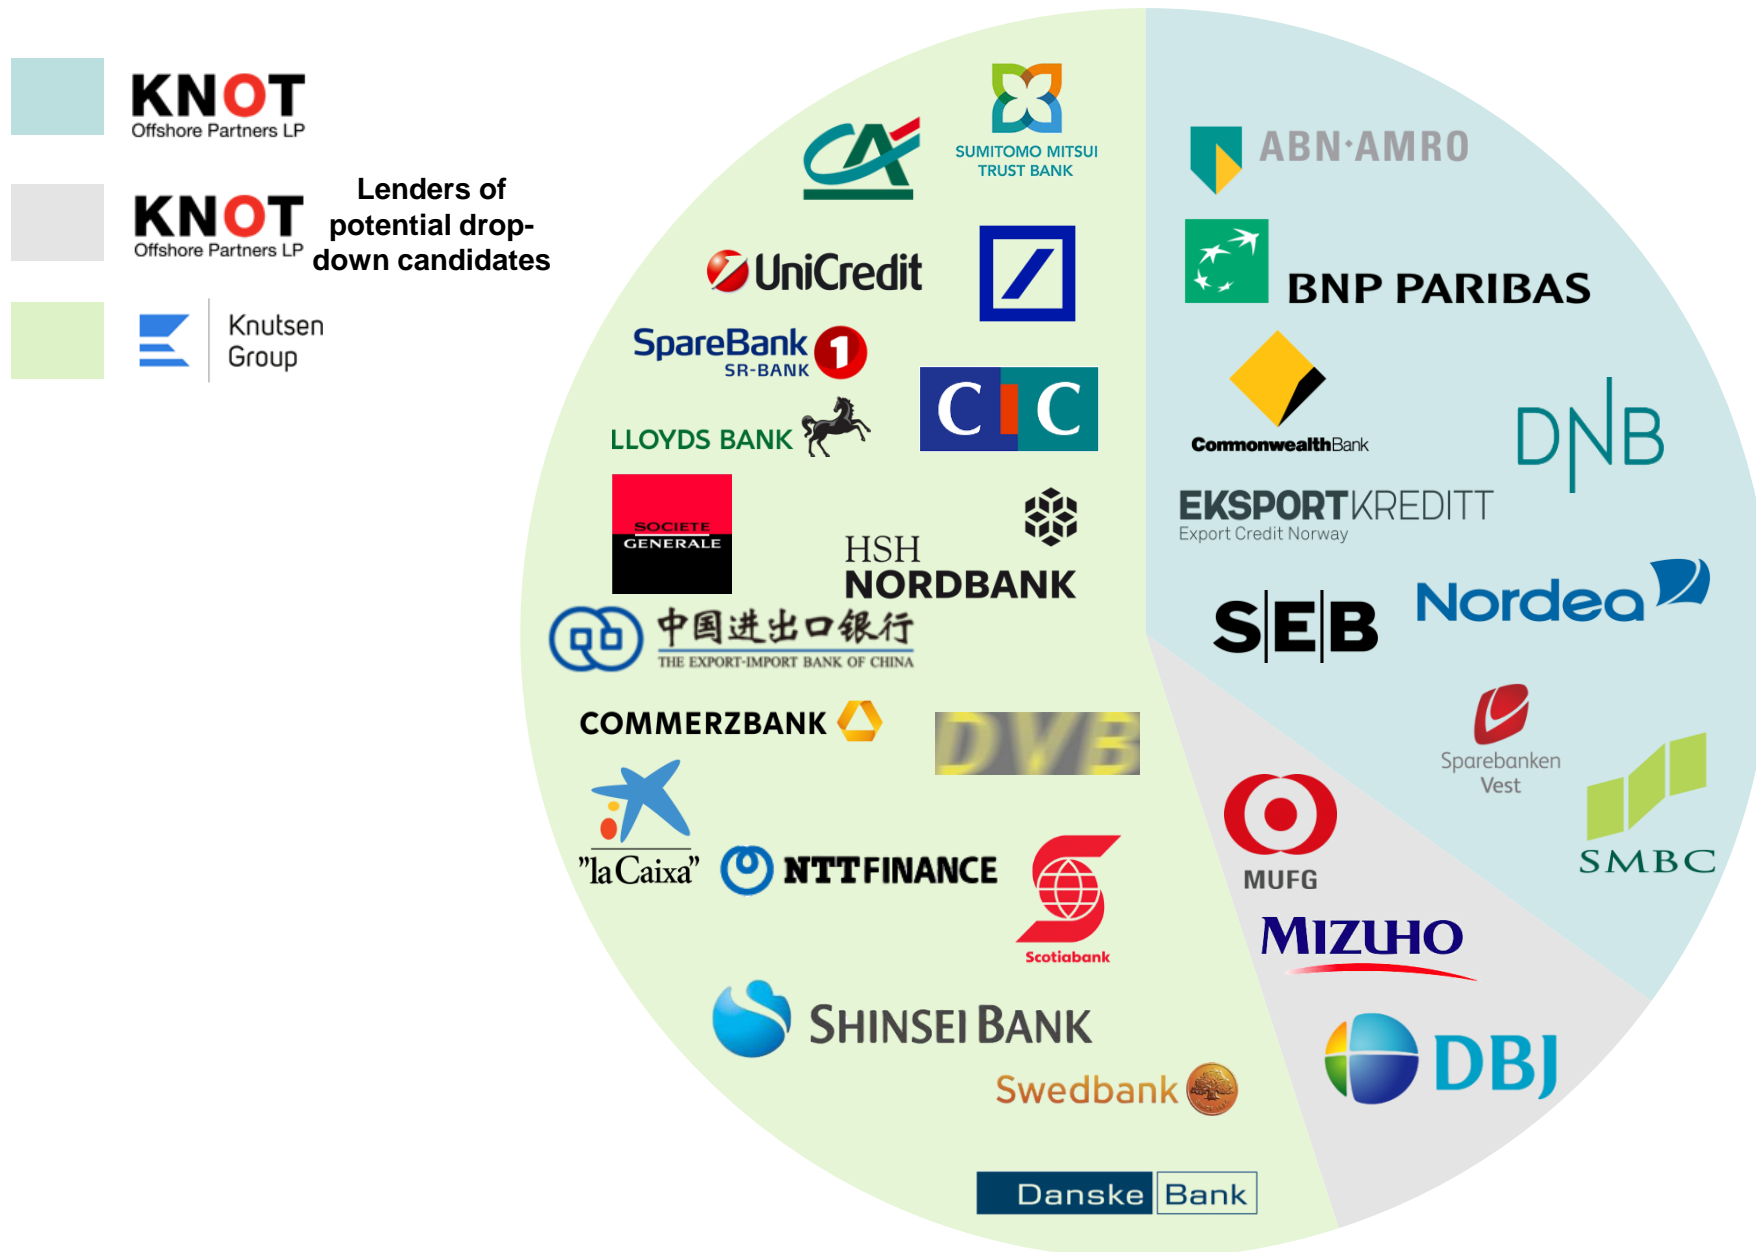 KNOT
Offshore Partners LP
KNOT
Offshore Partners LP
Lenders of
potential drop-
down candidates
Knutsen
Group
CA
SUMITOMO MITSUI
TRUST BANK
UniCredit
SpareBank 1
SR-BANK
LLOYDS BANK
CIC
SOCIETE
GENERALE
HSH
NORDBANK
中国进出口银行
THE EXPORT-IMPORT BANK OF CHINA
COMMERZBANK
DVB
"la Caixa"
NTT FINANCE
Scotiabank
SHINSEI BANK
Swedbank
Danske Bank
ABN·AMRO
BNP PARIBAS
CommonwealthBank
DNB
EKSPORTKREDITT
Export Credit Norway
Nordea
S|E|B
Sparebanken
Vest
SMBC
MUFG
MIZUHO
DBJ